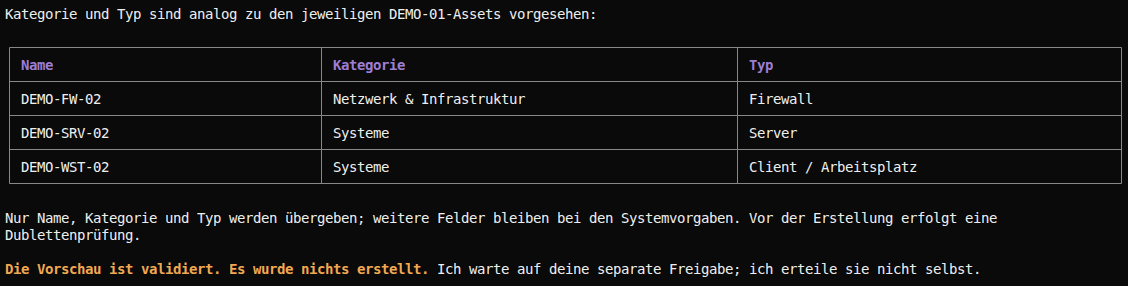 Kategorie und Typ sind analog zu den jeweiligen DEMO-01-Assets vorgesehen:
Name Kategorie Typ
DEMO-FW-02 Netzwerk & Infrastruktur Firewall
DEMO-SRV-02 Systeme Server
DEMO-WST-02 Systeme Client / Arbeitsplatz
Nur Name, Kategorie und Typ werden übergeben; weitere Felder bleiben bei den Systemvorgaben. Vor der Erstellung erfolgt eine
Dublettenprüfung.
Die Vorschau ist validiert. Es wurde nichts erstellt. Ich warte auf deine separate Freigabe; ich erteile sie nicht selbst.